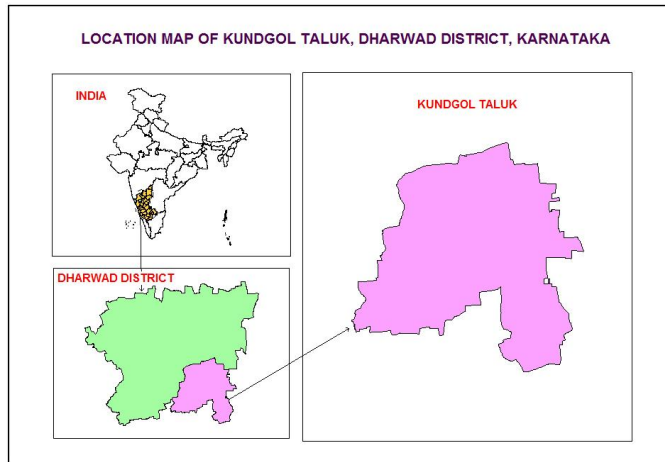 LOCATION MAP OF KUNDGOL TALUK, DHARWAD DISTRICT, KARNATAKA
INDIA
KUNDGOL TALUK
DHARWAD DISTRICT